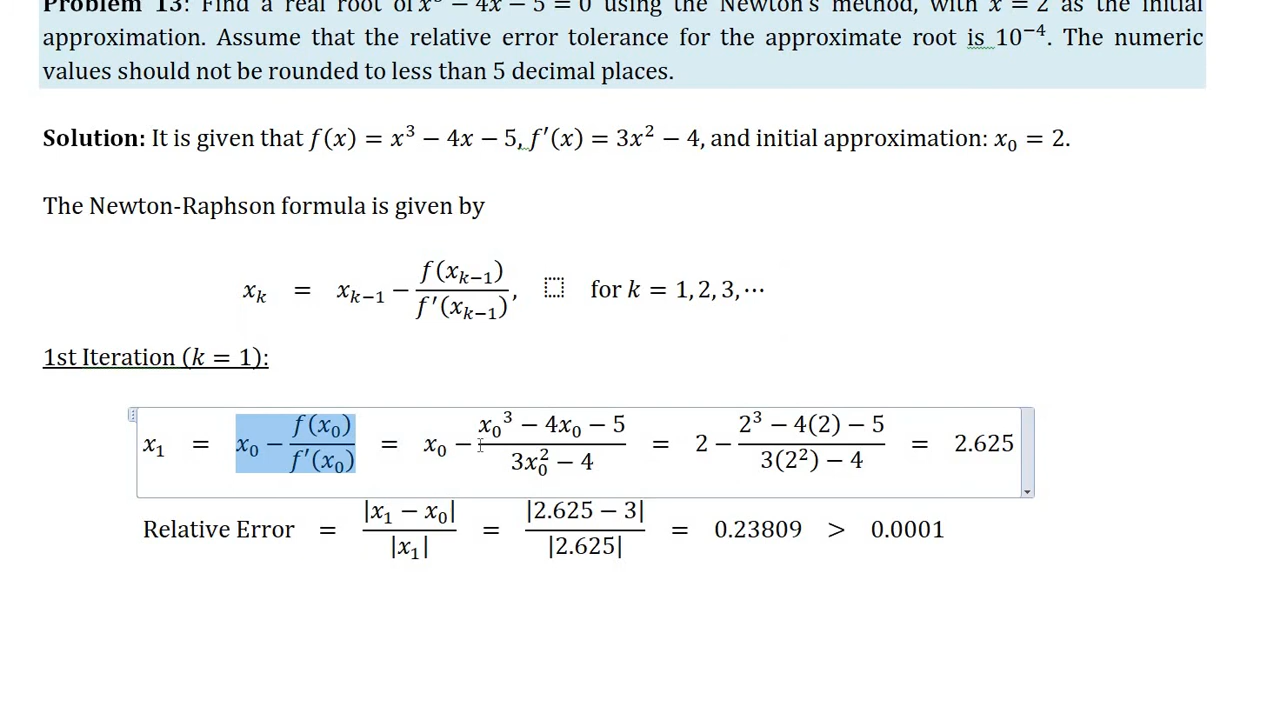 Problem 13: Find a real root of x³ − 4x − 5 = 0 using the Newton's method, with x = 2 as the initial
approximation. Assume that the relative error tolerance for the approximate root is 10⁻⁴. The numeric
values should not be rounded to less than 5 decimal places.
Solution: It is given that f(x) = x³ − 4x − 5, f′(x) = 3x² − 4, and initial approximation: x₀ = 2.
The Newton-Raphson formula is given by
xₖ = xₖ₋₁ − f(xₖ₋₁)/f′(xₖ₋₁), for k = 1, 2, 3, ⋯
1st Iteration (k = 1):
x₁ = x₀ − f(x₀)/f′(x₀) = x₀ − (x₀³ − 4x₀ − 5)/(3x₀² − 4) = 2 − (2³ − 4(2) − 5)/(3(2²) − 4) = 2.625
Relative Error = |x₁ − x₀|/|x₁| = |2.625 − 3|/|2.625| = 0.23809 > 0.0001